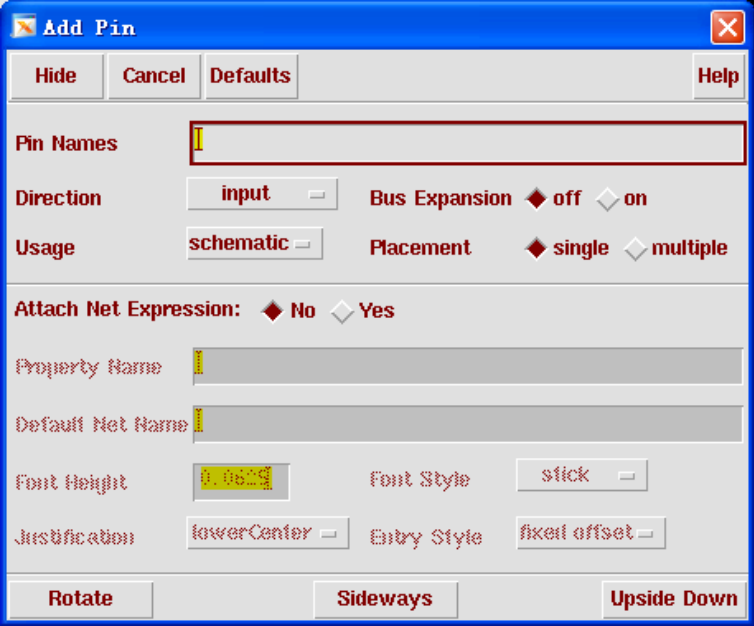 Add Pin
Hide Cancel Defaults Help
Pin Names
Direction input Bus Expansion off on
Usage schematic Placement single multiple
Attach Net Expression: No Yes
Property Name
Default Net Name
Font Height 0.0625 Font Style stick
Justification lowerCenter Entry Style fixed offset
Rotate Sideways Upside Down